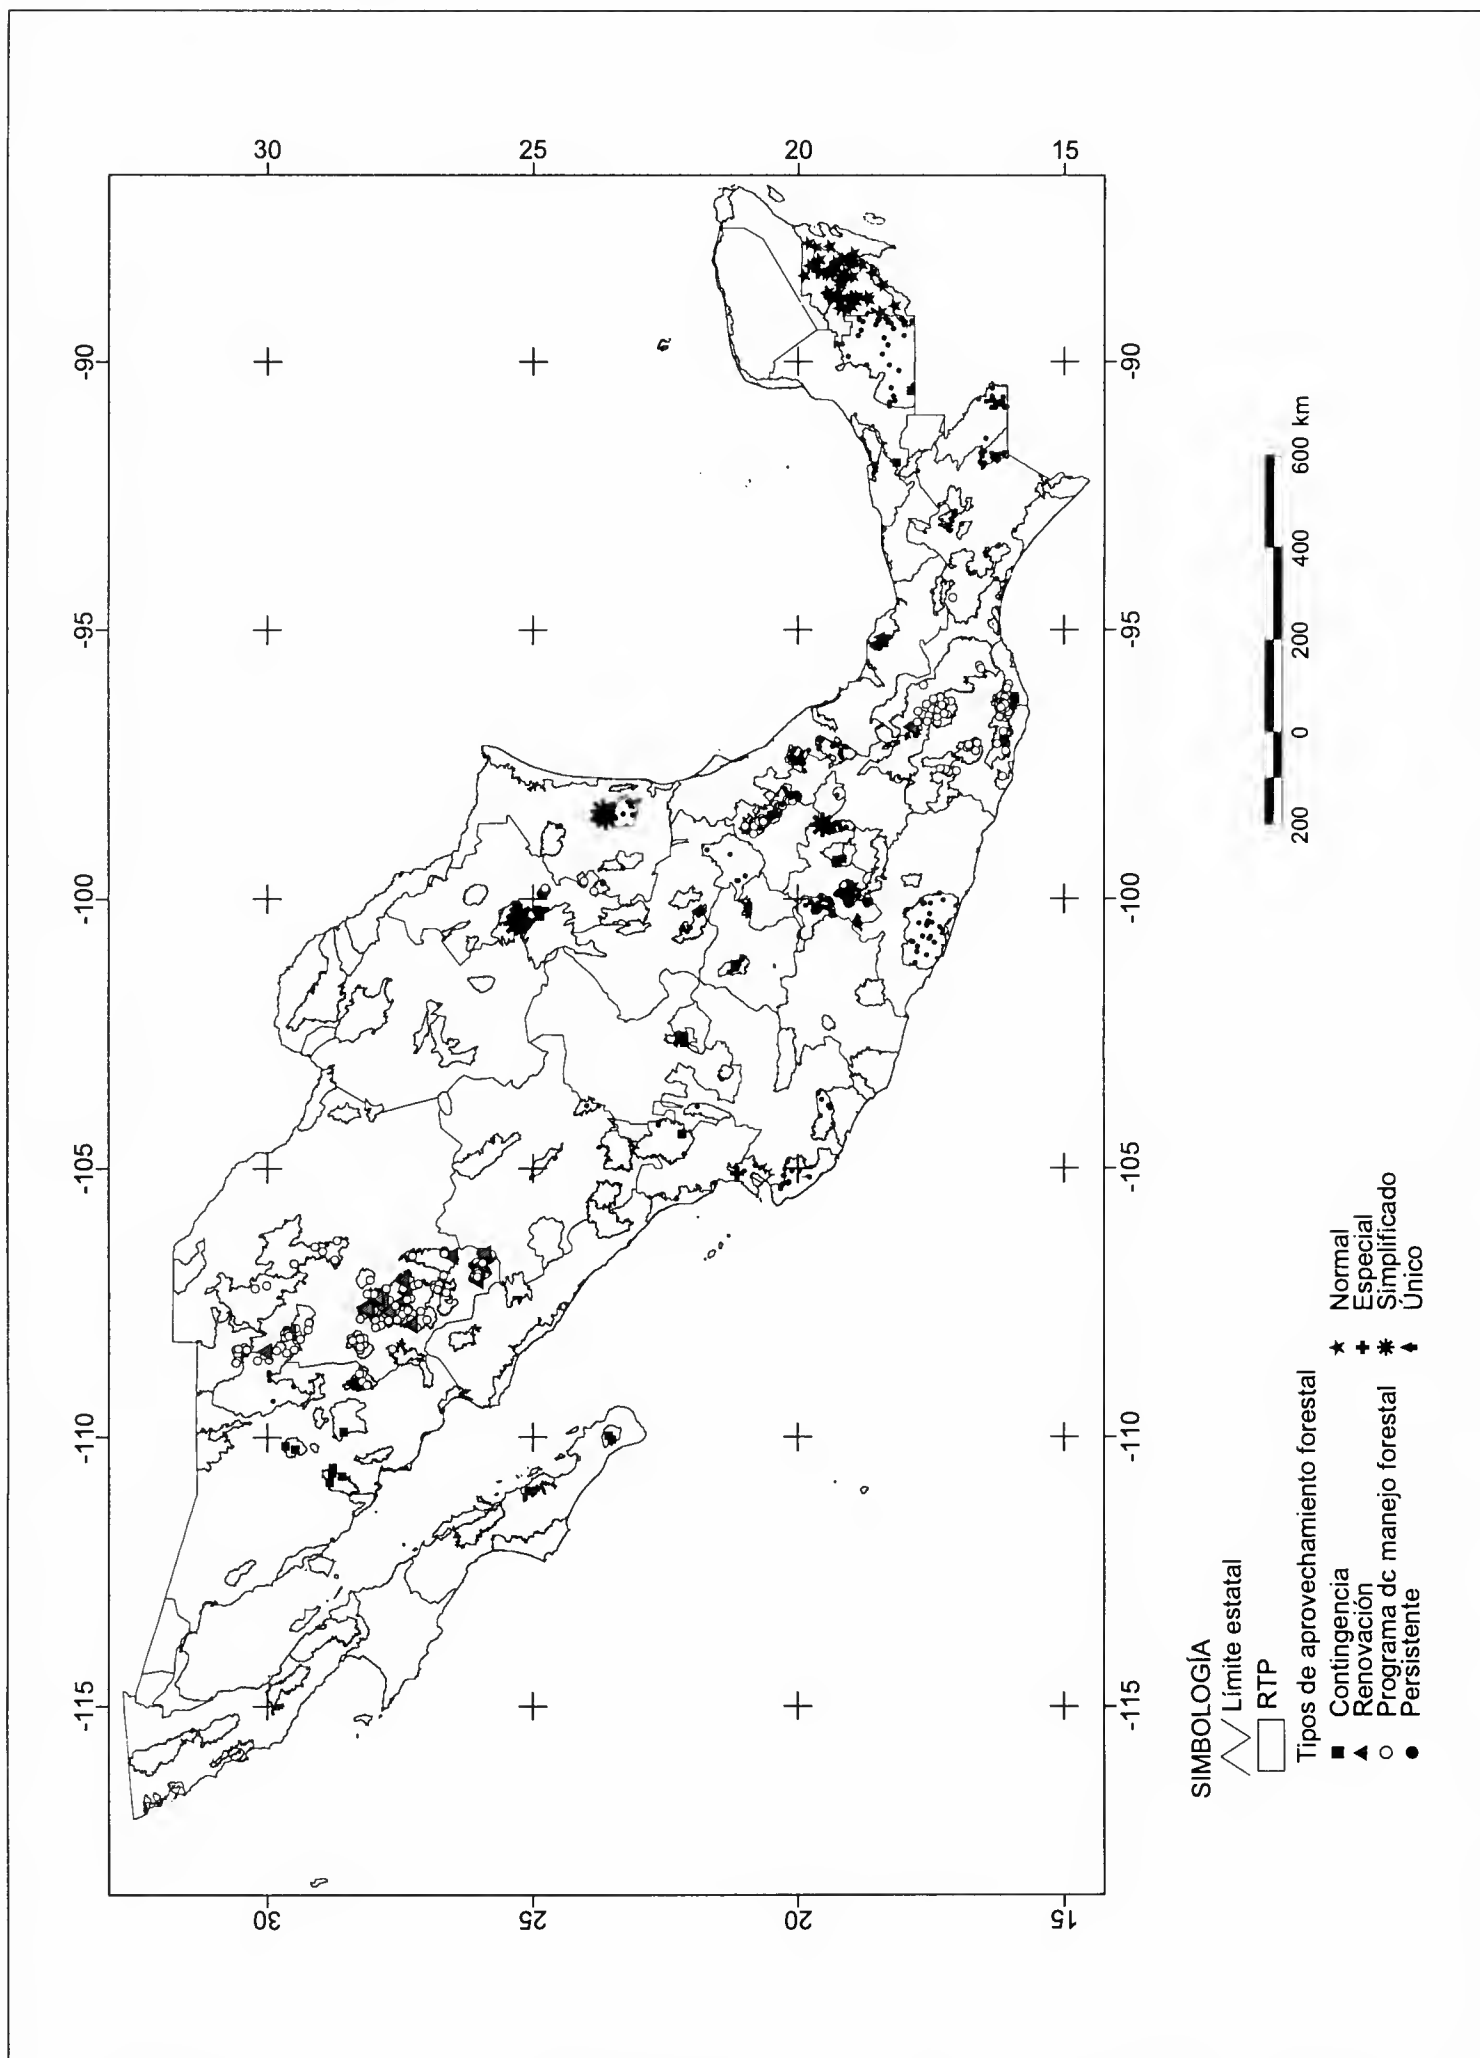 -115
-110
-105
-100
-95
-90
30
25
20
15
30
25
20
15
-115
-110
-105
-100
-95
-90
SIMBOLOGÍA
Límite estatal
RTP
Tipos de aprovechamiento forestal
Contingencia
Renovación
Programa de manejo forestal
Persistente
Normal
Especial
Simplificado
Único
200 0 200 400 600 km